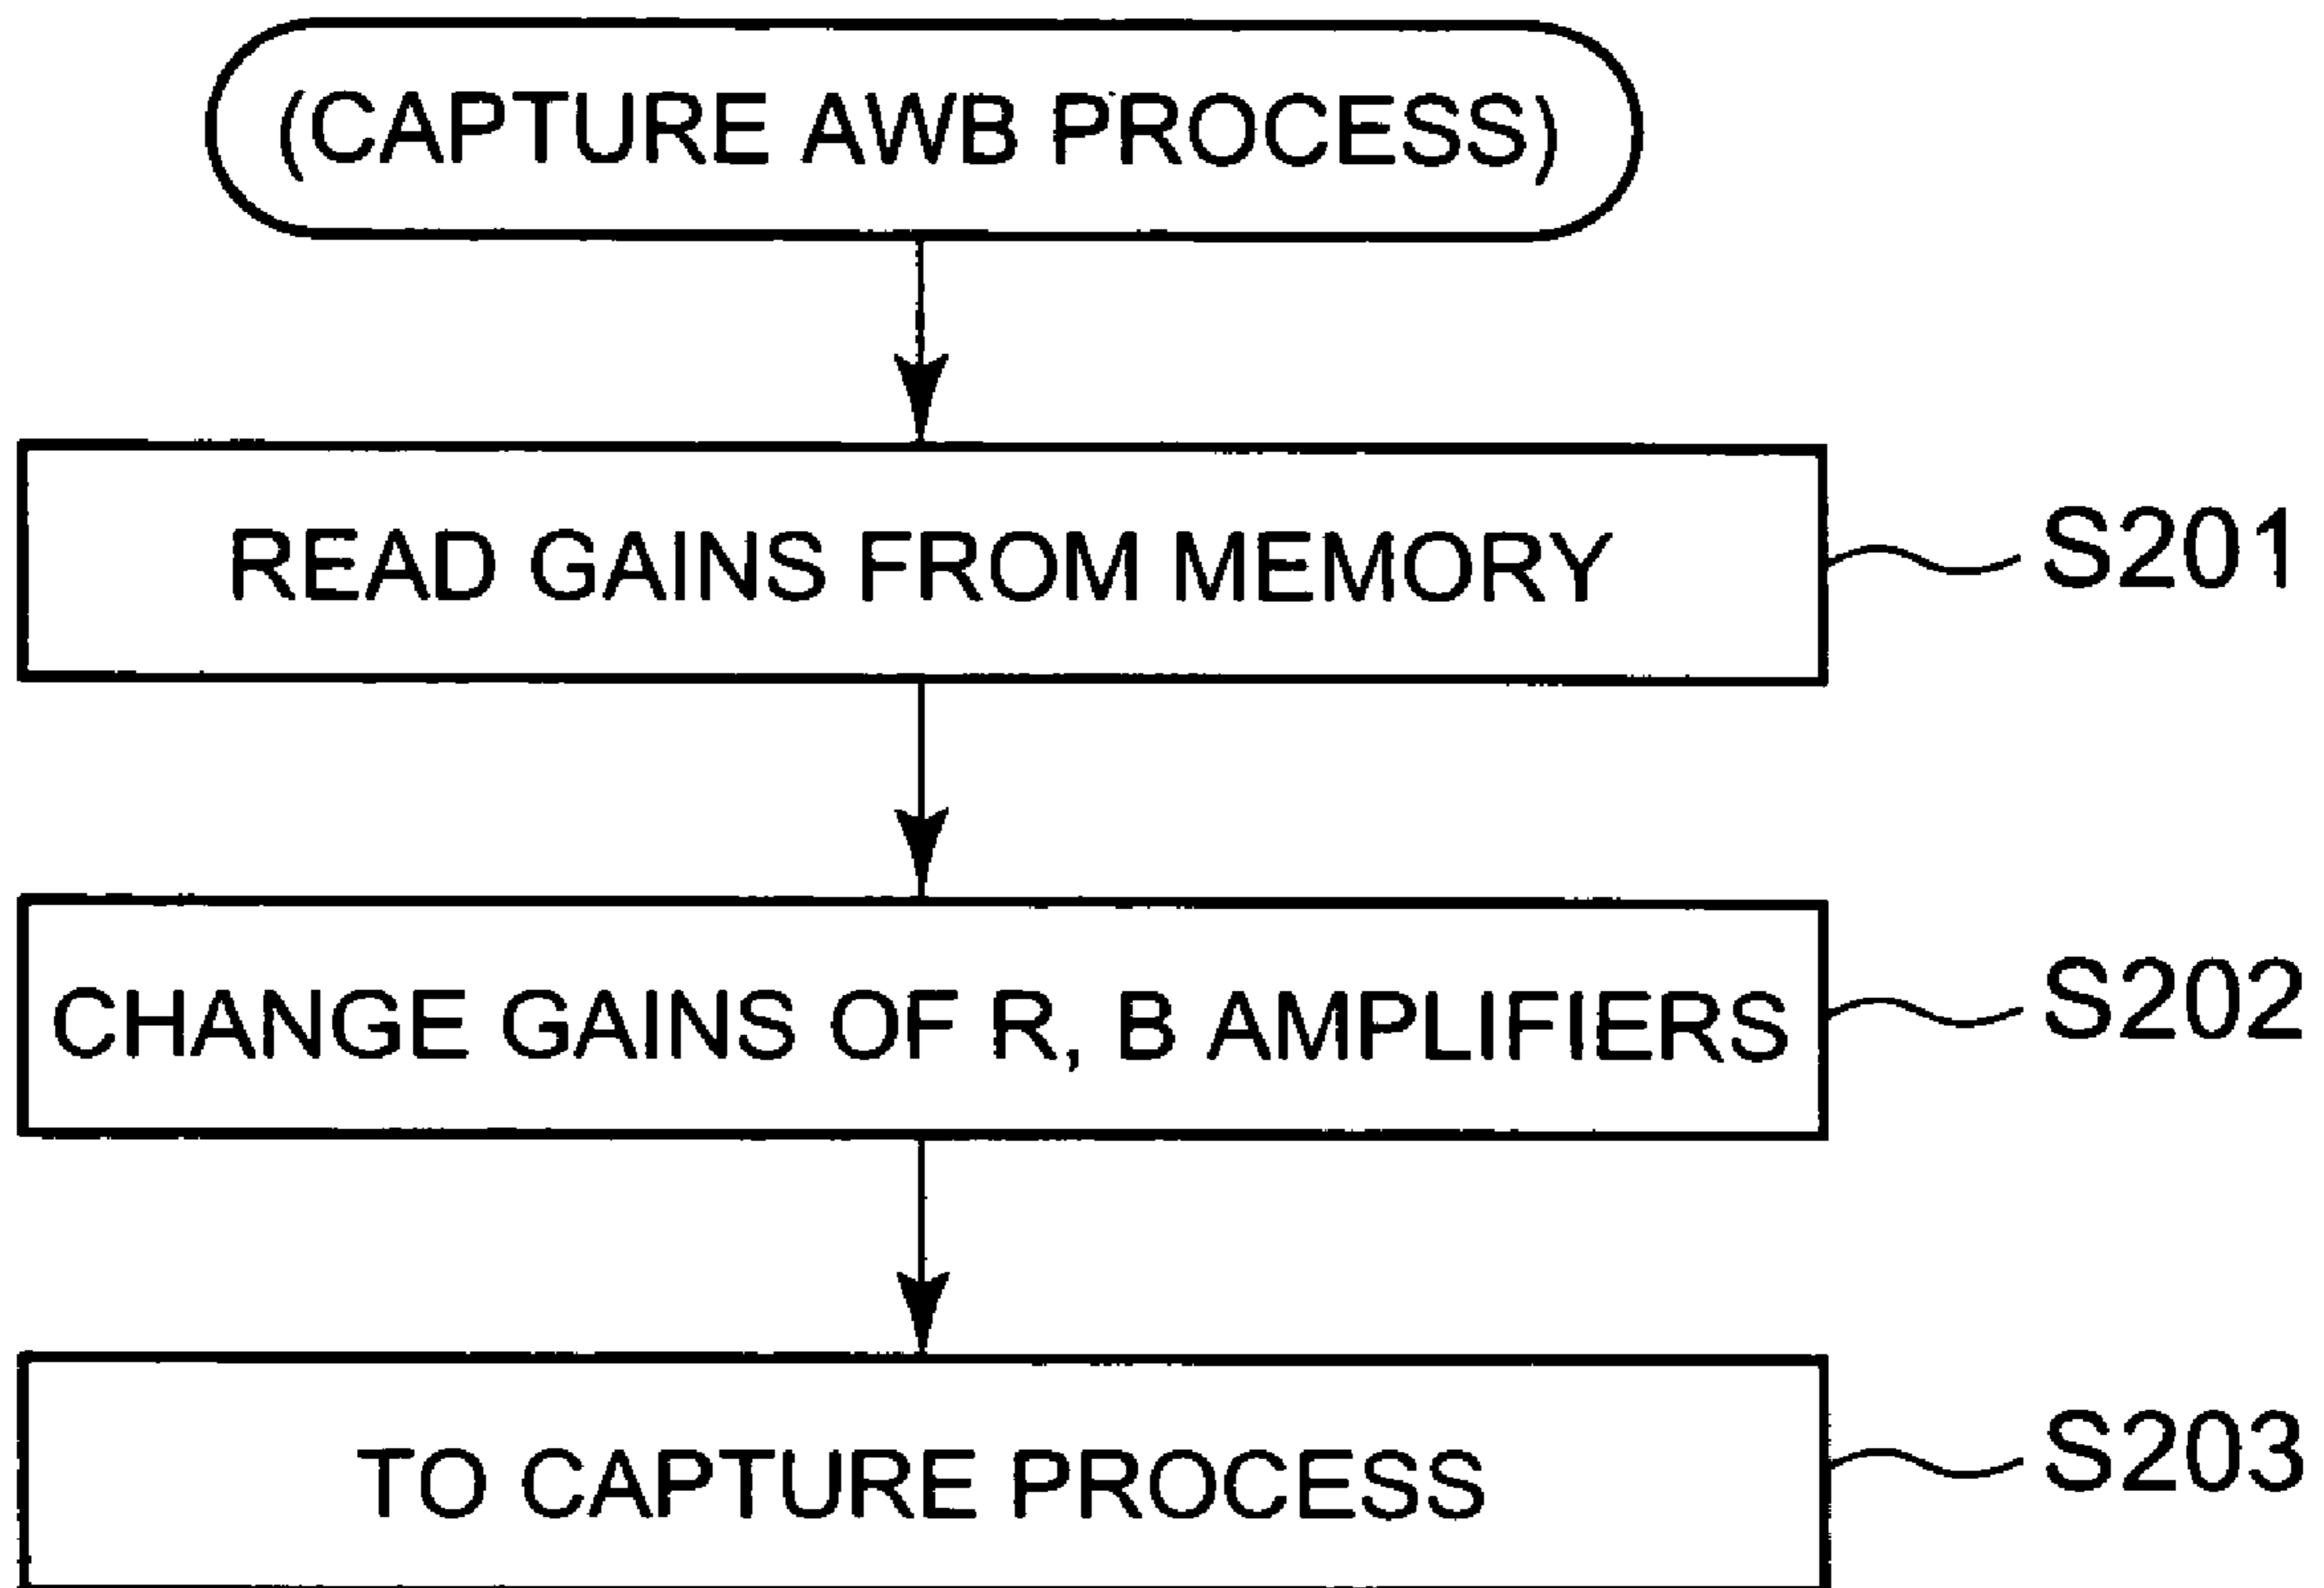 (CAPTURE AWB PROCESS)
READ GAINS FROM MEMORY
S201
CHANGE GAINS OF R, B AMPLIFIERS
S202
TO CAPTURE PROCESS
S203